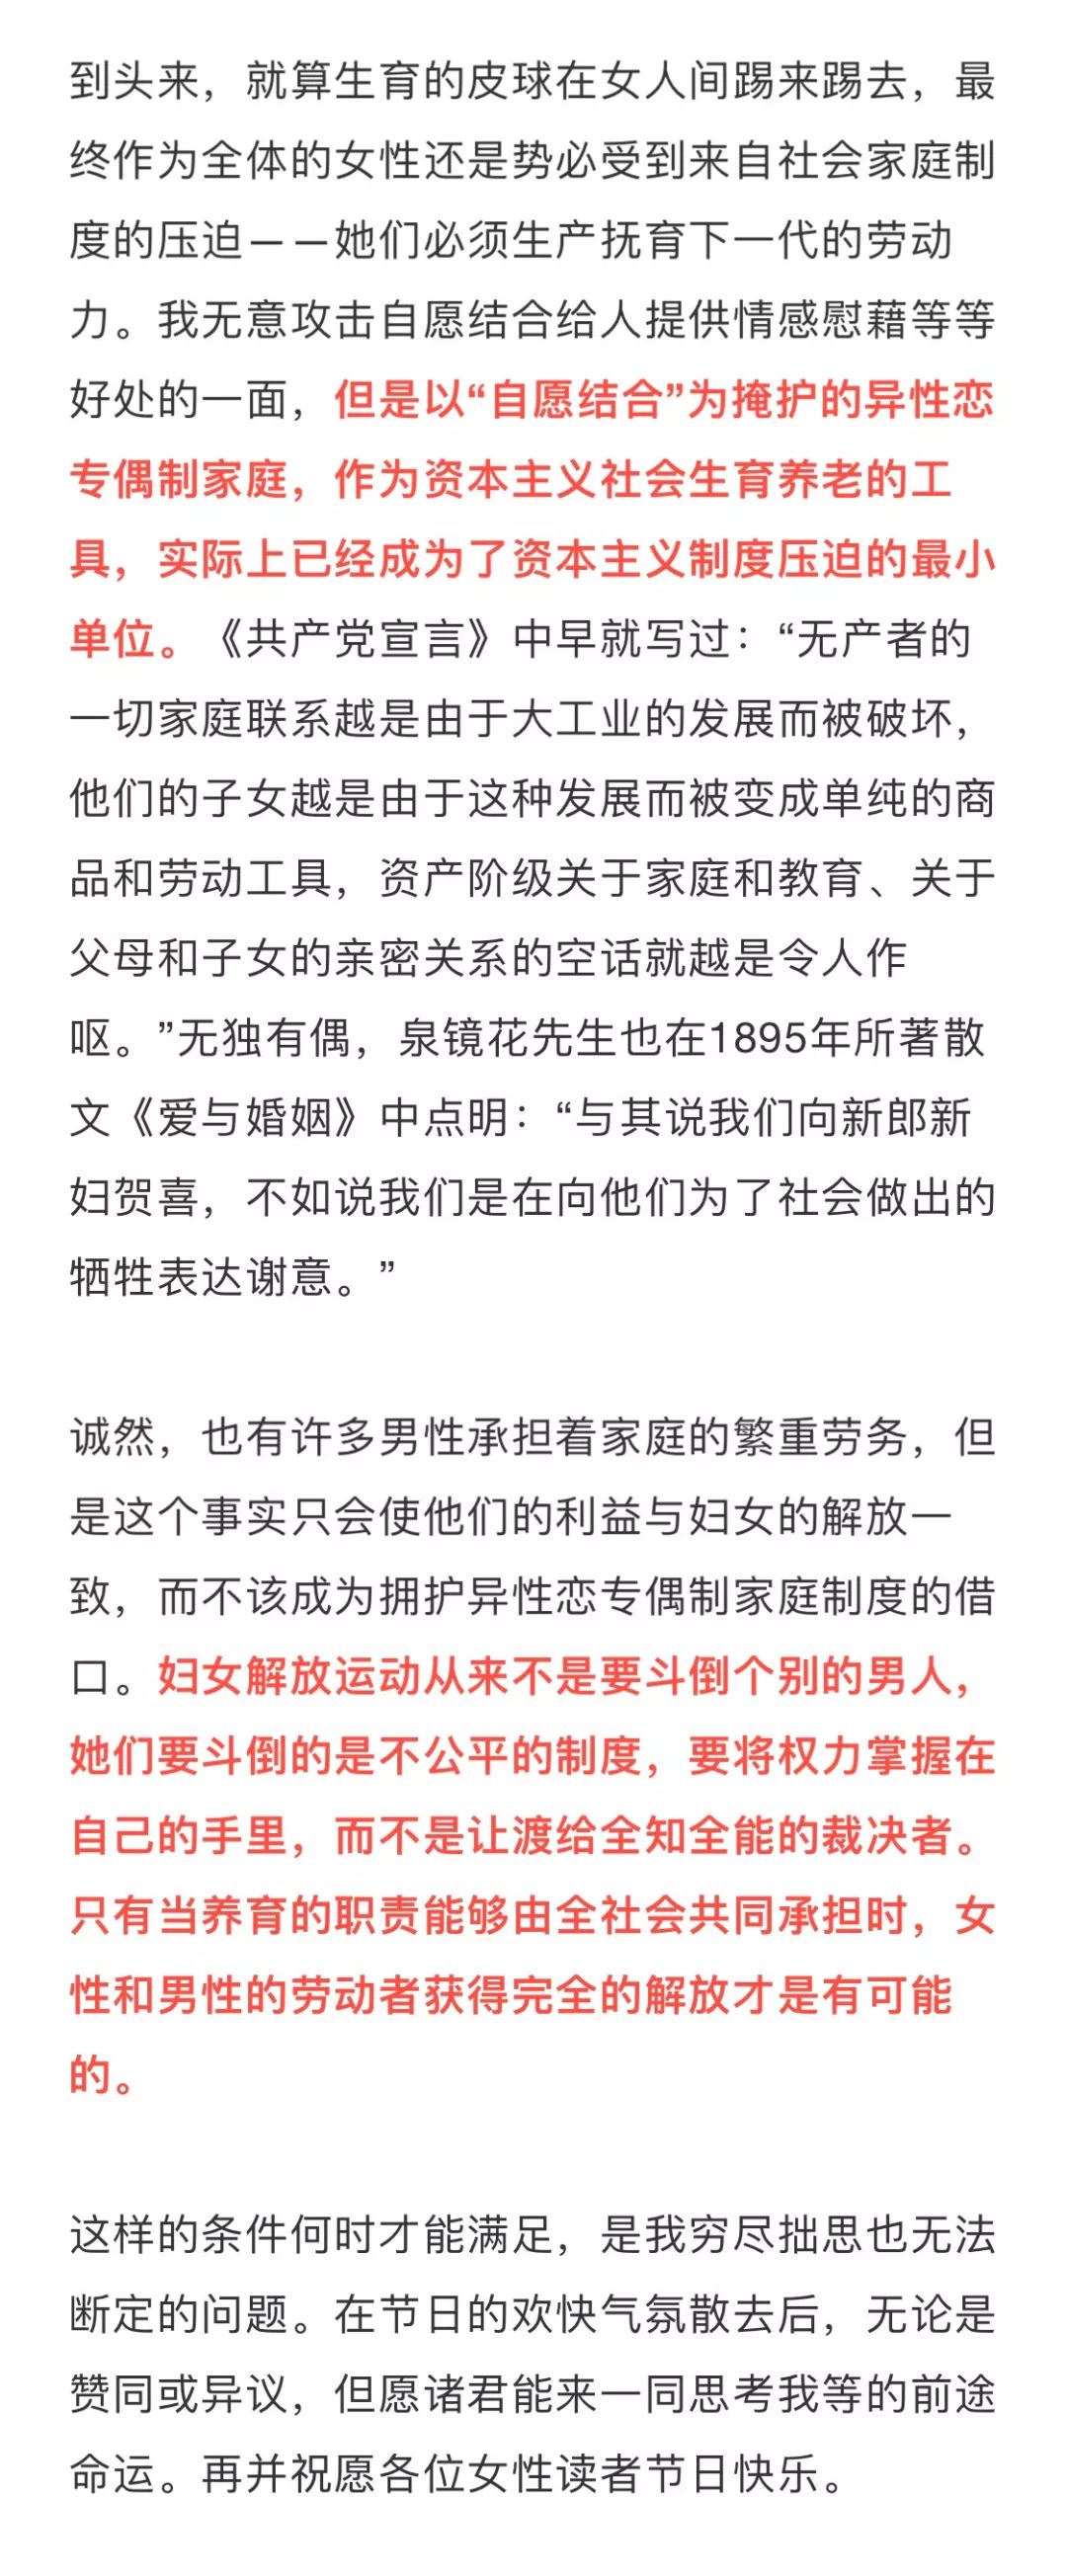 到头来，就算生育的皮球在女人间踢来踢去，最
终作为全体的女性还是势必受到来自社会家庭制
度的压迫——她们必须生产抚育下一代的劳动
力。我无意攻击自愿结合给人提供情感慰藉等等
好处的一面，但是以“自愿结合”为掩护的异性恋
专偶制家庭，作为资本主义社会生育养老的工
具，实际上已经成为了资本主义制度压迫的最小
单位。《共产党宣言》中早就写过：“无产者的
一切家庭联系越是由于大工业的发展而被破坏，
他们的子女越是由于这种发展而被变成单纯的商
品和劳动工具，资产阶级关于家庭和教育、关于
父母和子女的亲密关系的空话就越是令人作
呕。”无独有偶，泉镜花先生也在1895年所著散
文《爱与婚姻》中点明：“与其说我们向新郎新
妇贺喜，不如说我们是在向他们为了社会做出的
牺牲表达谢意。”
诚然，也有许多男性承担着家庭的繁重劳务，但
是这个事实只会使他们的利益与妇女的解放一
致，而不该成为拥护异性恋专偶制家庭制度的借
口。妇女解放运动从来不是要斗倒个别的男人，
她们要斗倒的是不公平的制度，要将权力掌握在
自己的手里，而不是让渡给全知全能的裁决者。
只有当养育的职责能够由全社会共同承担时，女
性和男性的劳动者获得完全的解放才是有可能
的。
这样的条件何时才能满足，是我穷尽拙思也无法
断定的问题。在节日的欢快气氛散去后，无论是
赞同或异议，但愿诸君能来一同思考我等的前途
命运。再并祝愿各位女性读者节日快乐。